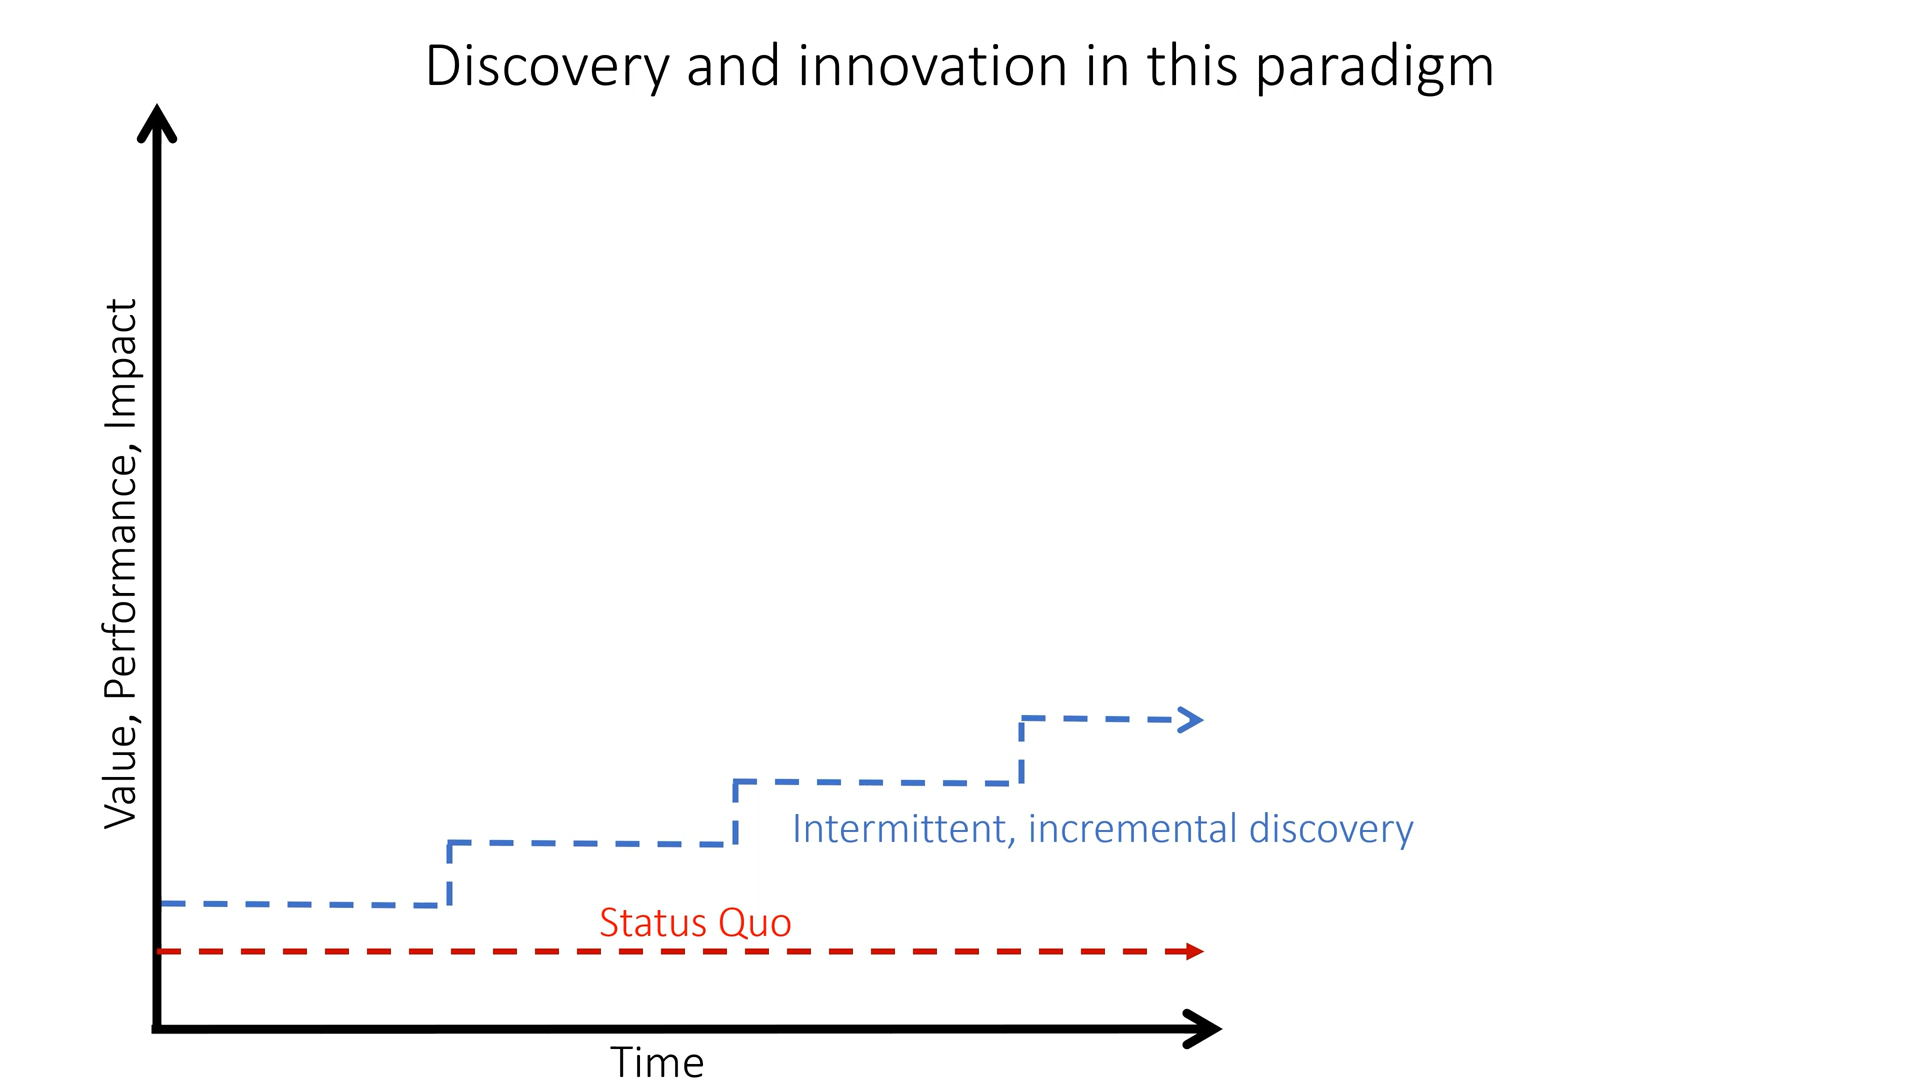 Discovery and innovation in this paradigm
Value, Performance, Impact
Intermittent, incremental discovery
Status Quo
Time